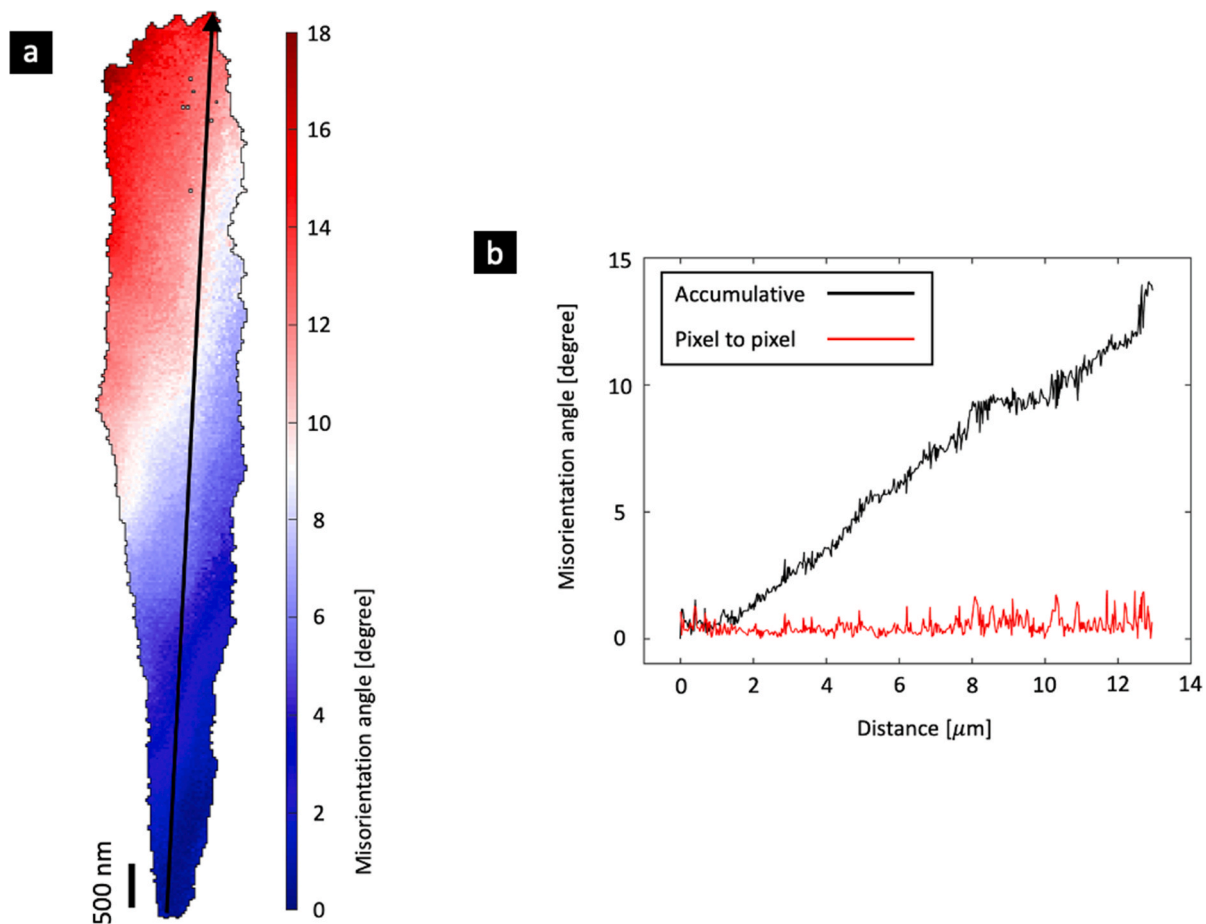 a
18
16
14
12
10
8
6
4
2
0
Misorientation angle [degree]
500 nm
b
Accumulative
Pixel to pixel
15
10
5
0
Misorientation angle [degree]
0 2 4 6 8 10 12 14
Distance [μm]